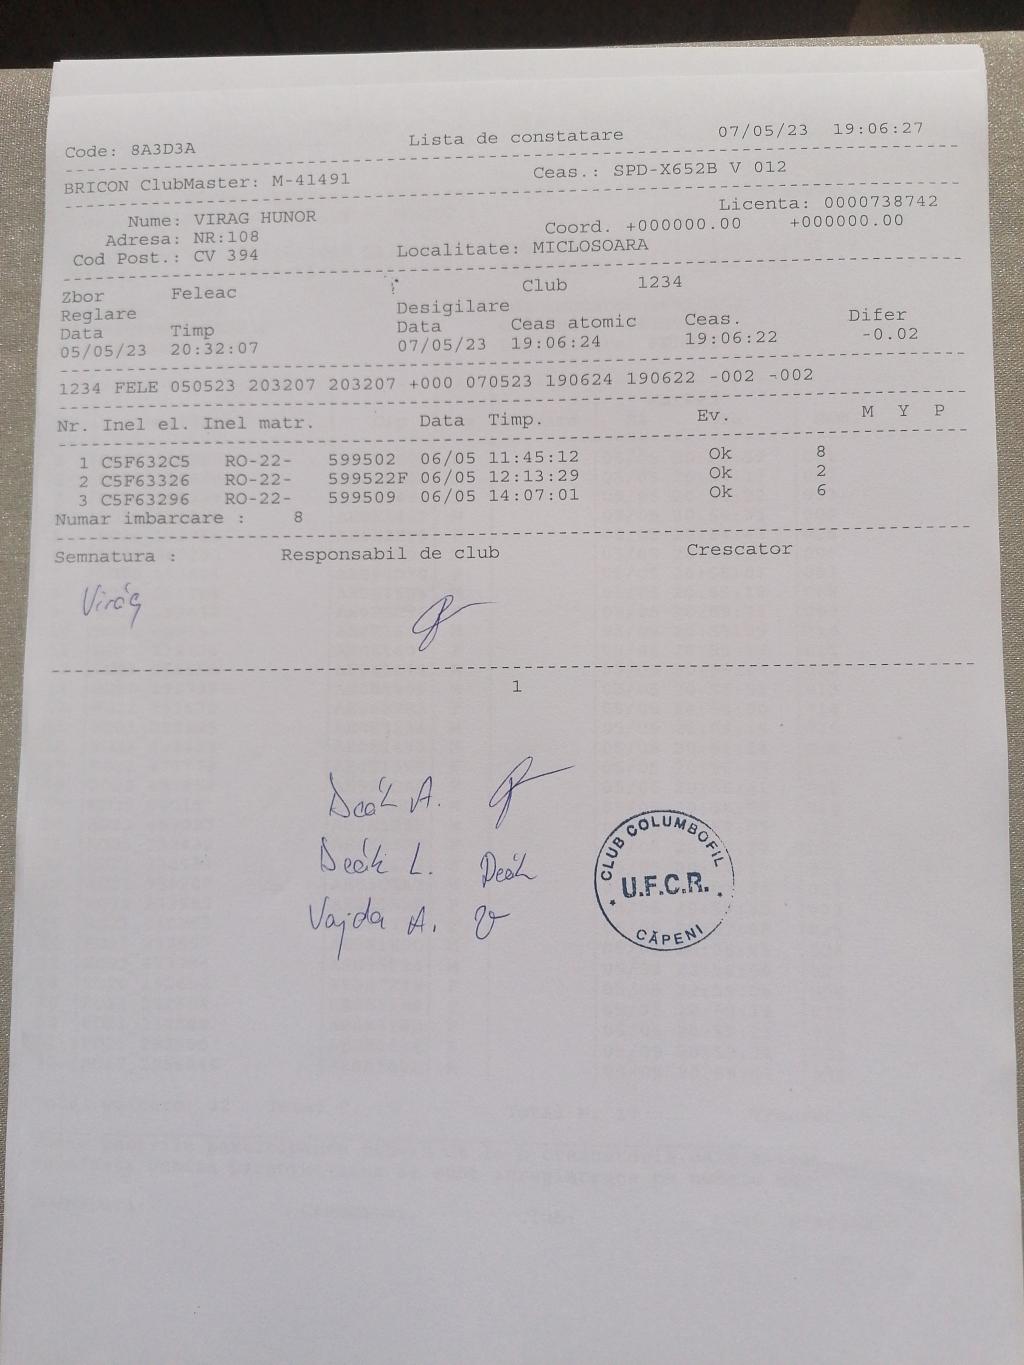 Code: 8A3D3A Lista de constatare 07/05/23 19:06:27
BRICON ClubMaster: M-41491 Ceas.: SPD-X652B V 012
Licenta: 0000738742
Nume: VIRAG HUNOR Coord. +000000.00 +000000.00
Adresa: NR:108
Cod Post.: CV 394 Localitate: MICLOSOARA
Zbor Feleac Club 1234
Reglare Desigilare
Data Timp Data Ceas atomic Ceas. Difer
05/05/23 20:32:07 07/05/23 19:06:24 19:06:22 -0.02
1234 FELE 050523 203207 203207 +000 070523 190624 190622 -002 -002
Nr. Inel el. Inel matr. Data Timp. Ev. M Y P
1 C5F632C5 RO-22- 599502 06/05 11:45:12 Ok 8
2 C5F63326 RO-22- 599522F 06/05 12:13:29 Ok 2
3 C5F63296 RO-22- 599509 06/05 14:07:01 Ok 6
Numar imbarcare : 8
Semnatura : Responsabil de club Crescator
Virág
1
Deák A.
Deák L. Deák
Vajda A.
CLUB COLUMBOFIL
U.F.C.R.
CĂPENI